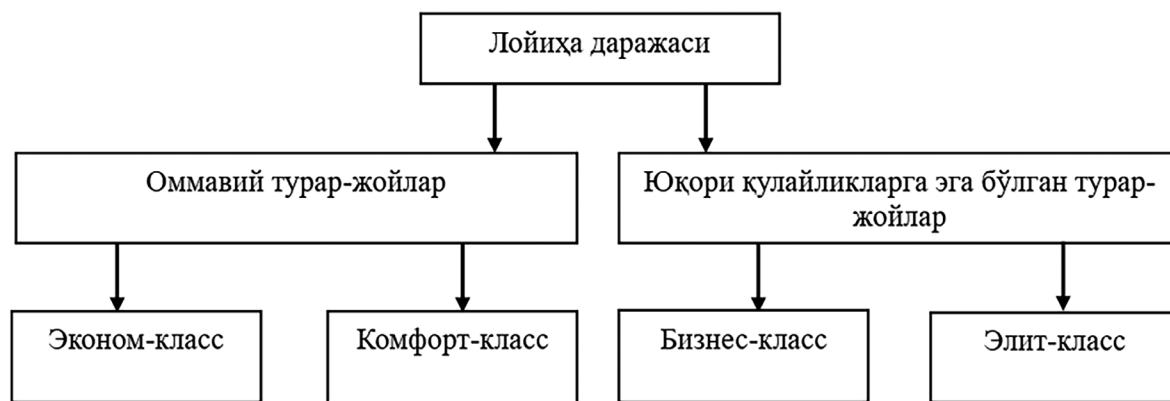 Лойиҳа даражаси
Оммавий турар-жойлар
Юқори қулайликларга эга бўлган турар-
жойлар
Эконом-класс
Комфорт-класс
Бизнес-класс
Элит-класс